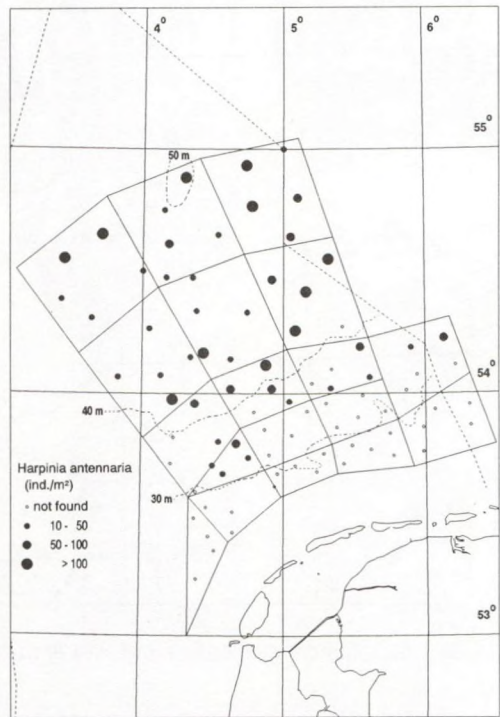 4°
5°
6°
55°
50 m
54°
40 m
Harpinia antennaria
(ind./m²)
not found
10 - 50
50 - 100
> 100
30 m
53°